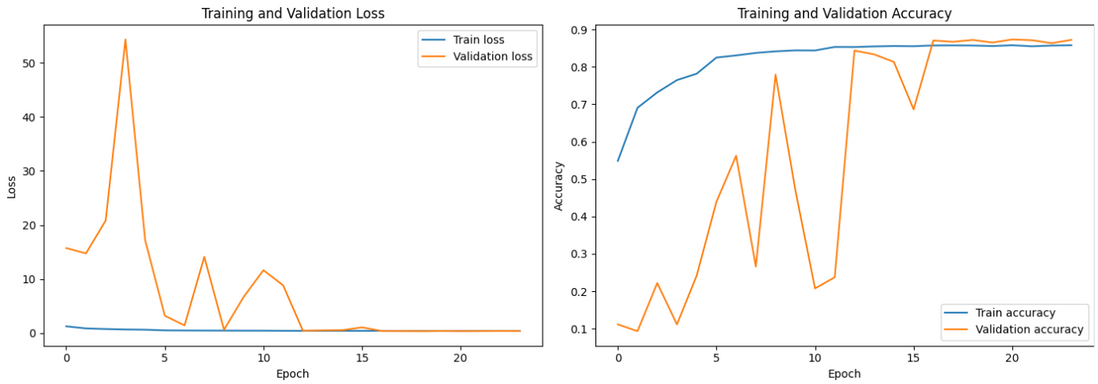 Training and Validation Loss
Train loss
Validation loss
50
40
30
20
10
0
Loss
0
5
10
15
20
Epoch
Training and Validation Accuracy
0.9
0.8
0.7
0.6
0.5
0.4
0.3
0.2
0.1
Accuracy
Train accuracy
Validation accuracy
0
5
10
15
20
Epoch